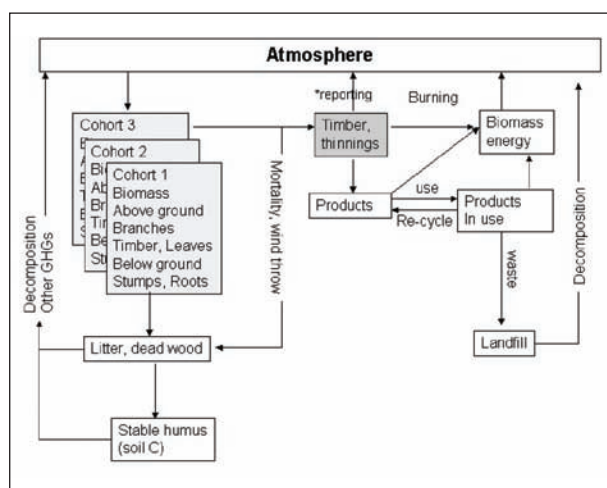 Atmosphere
*reporting
Burning
Cohort 3
Cohort 2
Cohort 1
Biomass
Above ground
Branches
Timber, Leaves
Below ground
Stumps, Roots
Timber,
thinnings
Biomass
energy
Products
use
Re-cycle
Products
In use
Mortality, wind throw
waste
Decomposition
Decomposition
Other GHGs
Litter, dead wood
Landfill
Stable humus
(soil C)